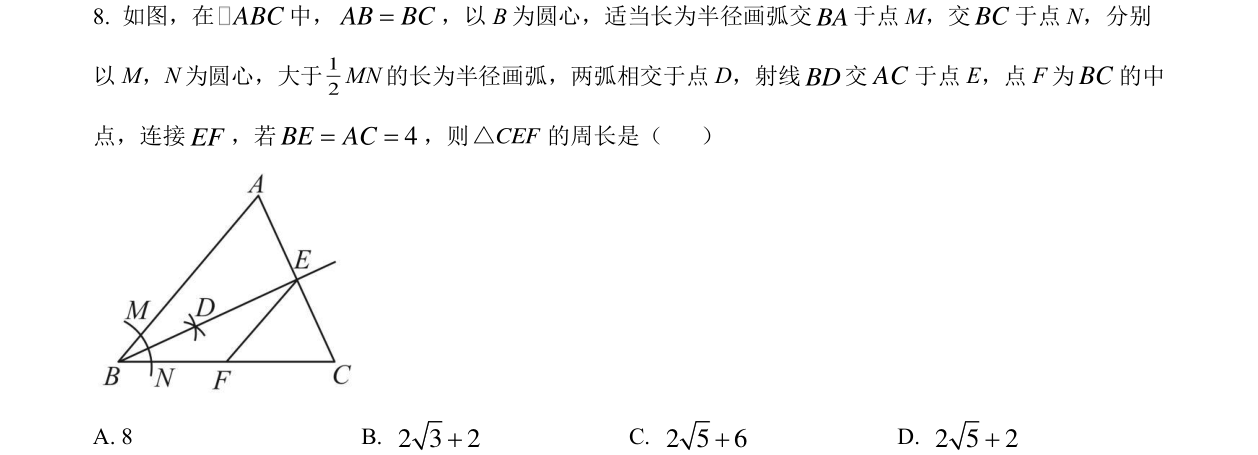 8. 如图，在□ABC 中， AB = BC ，以 B 为圆心，适当长为半径画弧交 BA 于点 M，交 BC 于点 N，分别
以 M，N 为圆心，大于 1/2 MN 的长为半径画弧，两弧相交于点 D，射线 BD 交 AC 于点 E，点 F 为 BC 的中
点，连接 EF ，若 BE = AC = 4 ，则 △CEF 的周长是（ ）
A
E
M D
B N F C
A. 8 B. 2√3 + 2 C. 2√5 + 6 D. 2√5 + 2